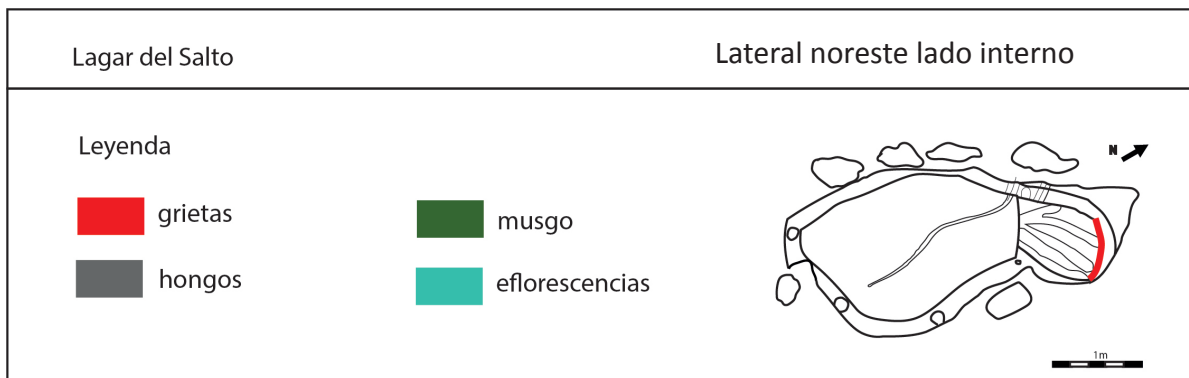 Lagar del Salto
Lateral noreste lado interno
Leyenda
grietas
musgo
hongos
eflorescencias
N
1m